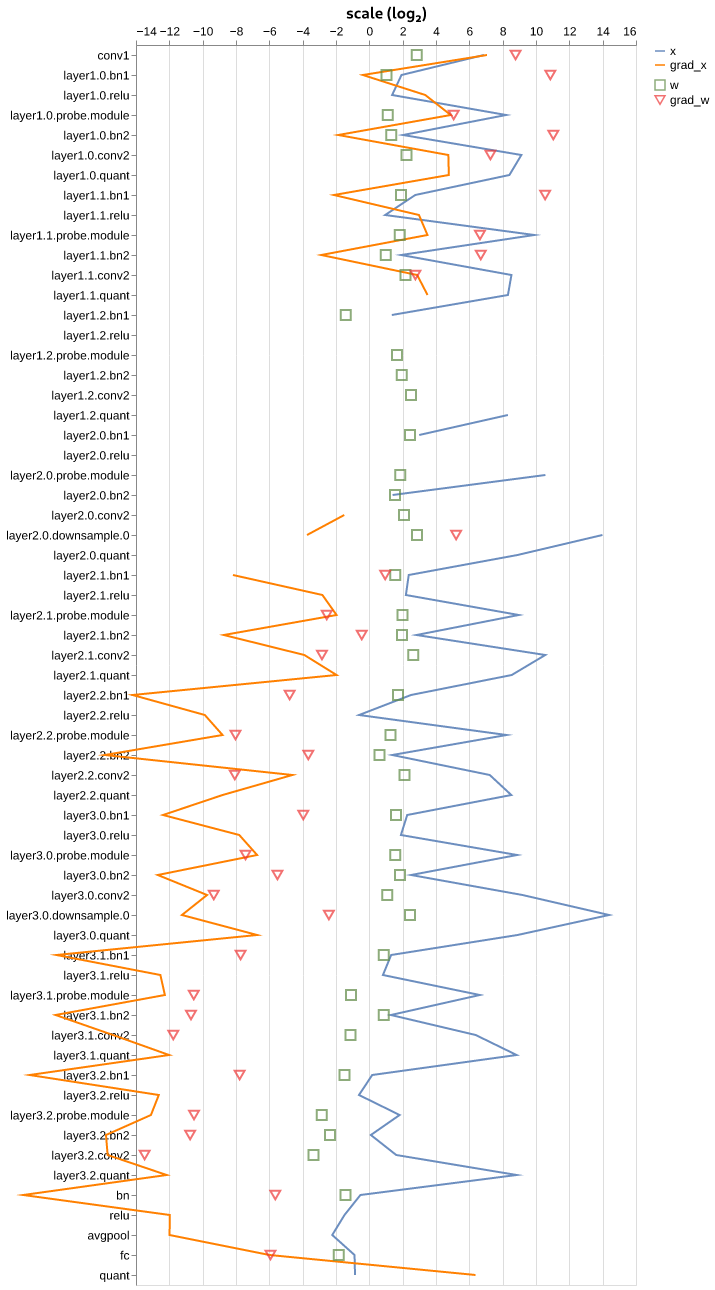 scale (log₂)
−14 −12 −10 −8 −6 −4 −2 0 2 4 6 8 10 12 14 16
x
grad_x
w
grad_w
conv1
layer1.0.bn1
layer1.0.relu
layer1.0.probe.module
layer1.0.bn2
layer1.0.conv2
layer1.0.quant
layer1.1.bn1
layer1.1.relu
layer1.1.probe.module
layer1.1.bn2
layer1.1.conv2
layer1.1.quant
layer1.2.bn1
layer1.2.relu
layer1.2.probe.module
layer1.2.bn2
layer1.2.conv2
layer1.2.quant
layer2.0.bn1
layer2.0.relu
layer2.0.probe.module
layer2.0.bn2
layer2.0.conv2
layer2.0.downsample.0
layer2.0.quant
layer2.1.bn1
layer2.1.relu
layer2.1.probe.module
layer2.1.bn2
layer2.1.conv2
layer2.1.quant
layer2.2.bn1
layer2.2.relu
layer2.2.probe.module
layer2.2.bn2
layer2.2.conv2
layer2.2.quant
layer3.0.bn1
layer3.0.relu
layer3.0.probe.module
layer3.0.bn2
layer3.0.conv2
layer3.0.downsample.0
layer3.0.quant
layer3.1.bn1
layer3.1.relu
layer3.1.probe.module
layer3.1.bn2
layer3.1.conv2
layer3.1.quant
layer3.2.bn1
layer3.2.relu
layer3.2.probe.module
layer3.2.bn2
layer3.2.conv2
layer3.2.quant
bn
relu
avgpool
fc
quant